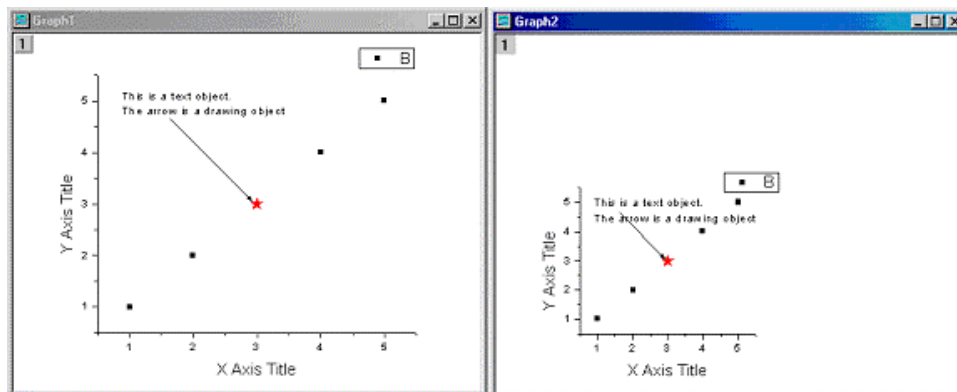 Graph1
1
B
This is a text object.
The arrow is a drawing object
5
4
3
2
1
Y Axis Title
1 2 3 4 5
X Axis Title
Graph2
1
B
This is a text object.
The arrow is a drawing object
5
4
3
2
1
Y Axis Title
1 2 3 4 5
X Axis Title